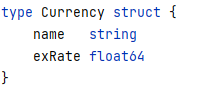 type Currency struct {
    name   string
    exRate float64
}